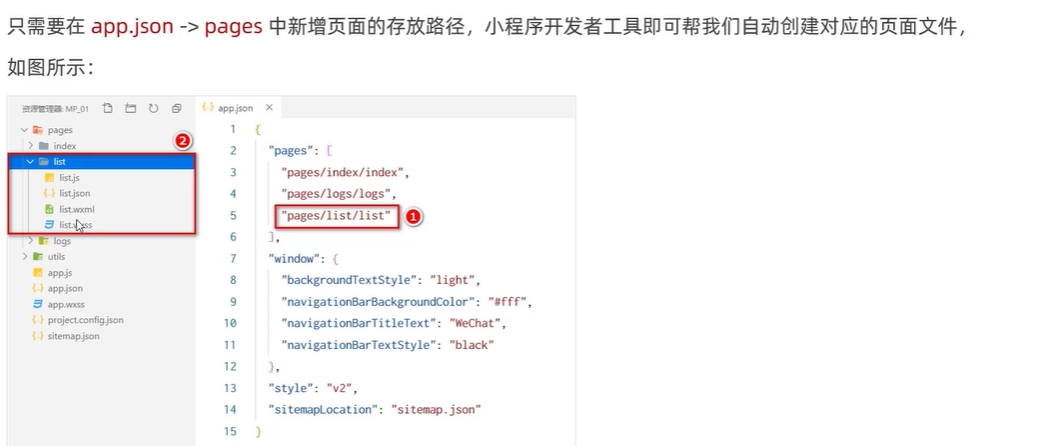 只需要在 app.json -> pages 中新增页面的存放路径，小程序开发者工具即可帮我们自动创建对应的页面文件，
如图所示：
资源管理器: MP_01
pages
index
2
list
list.js
list.json
list.wxml
list.wxss
logs
utils
app.js
app.json
app.wxss
project.config.json
sitemap.json
app.json ×
1 {
2 "pages": [
3 "pages/index/index",
4 "pages/logs/logs",
5 "pages/list/list" 1
6 ],
7 "window": {
8 "backgroundTextStyle": "light",
9 "navigationBarBackgroundColor": "#fff",
10 "navigationBarTitleText": "WeChat",
11 "navigationBarTextStyle": "black"
12 },
13 "style": "v2",
14 "sitemapLocation": "sitemap.json"
15 }